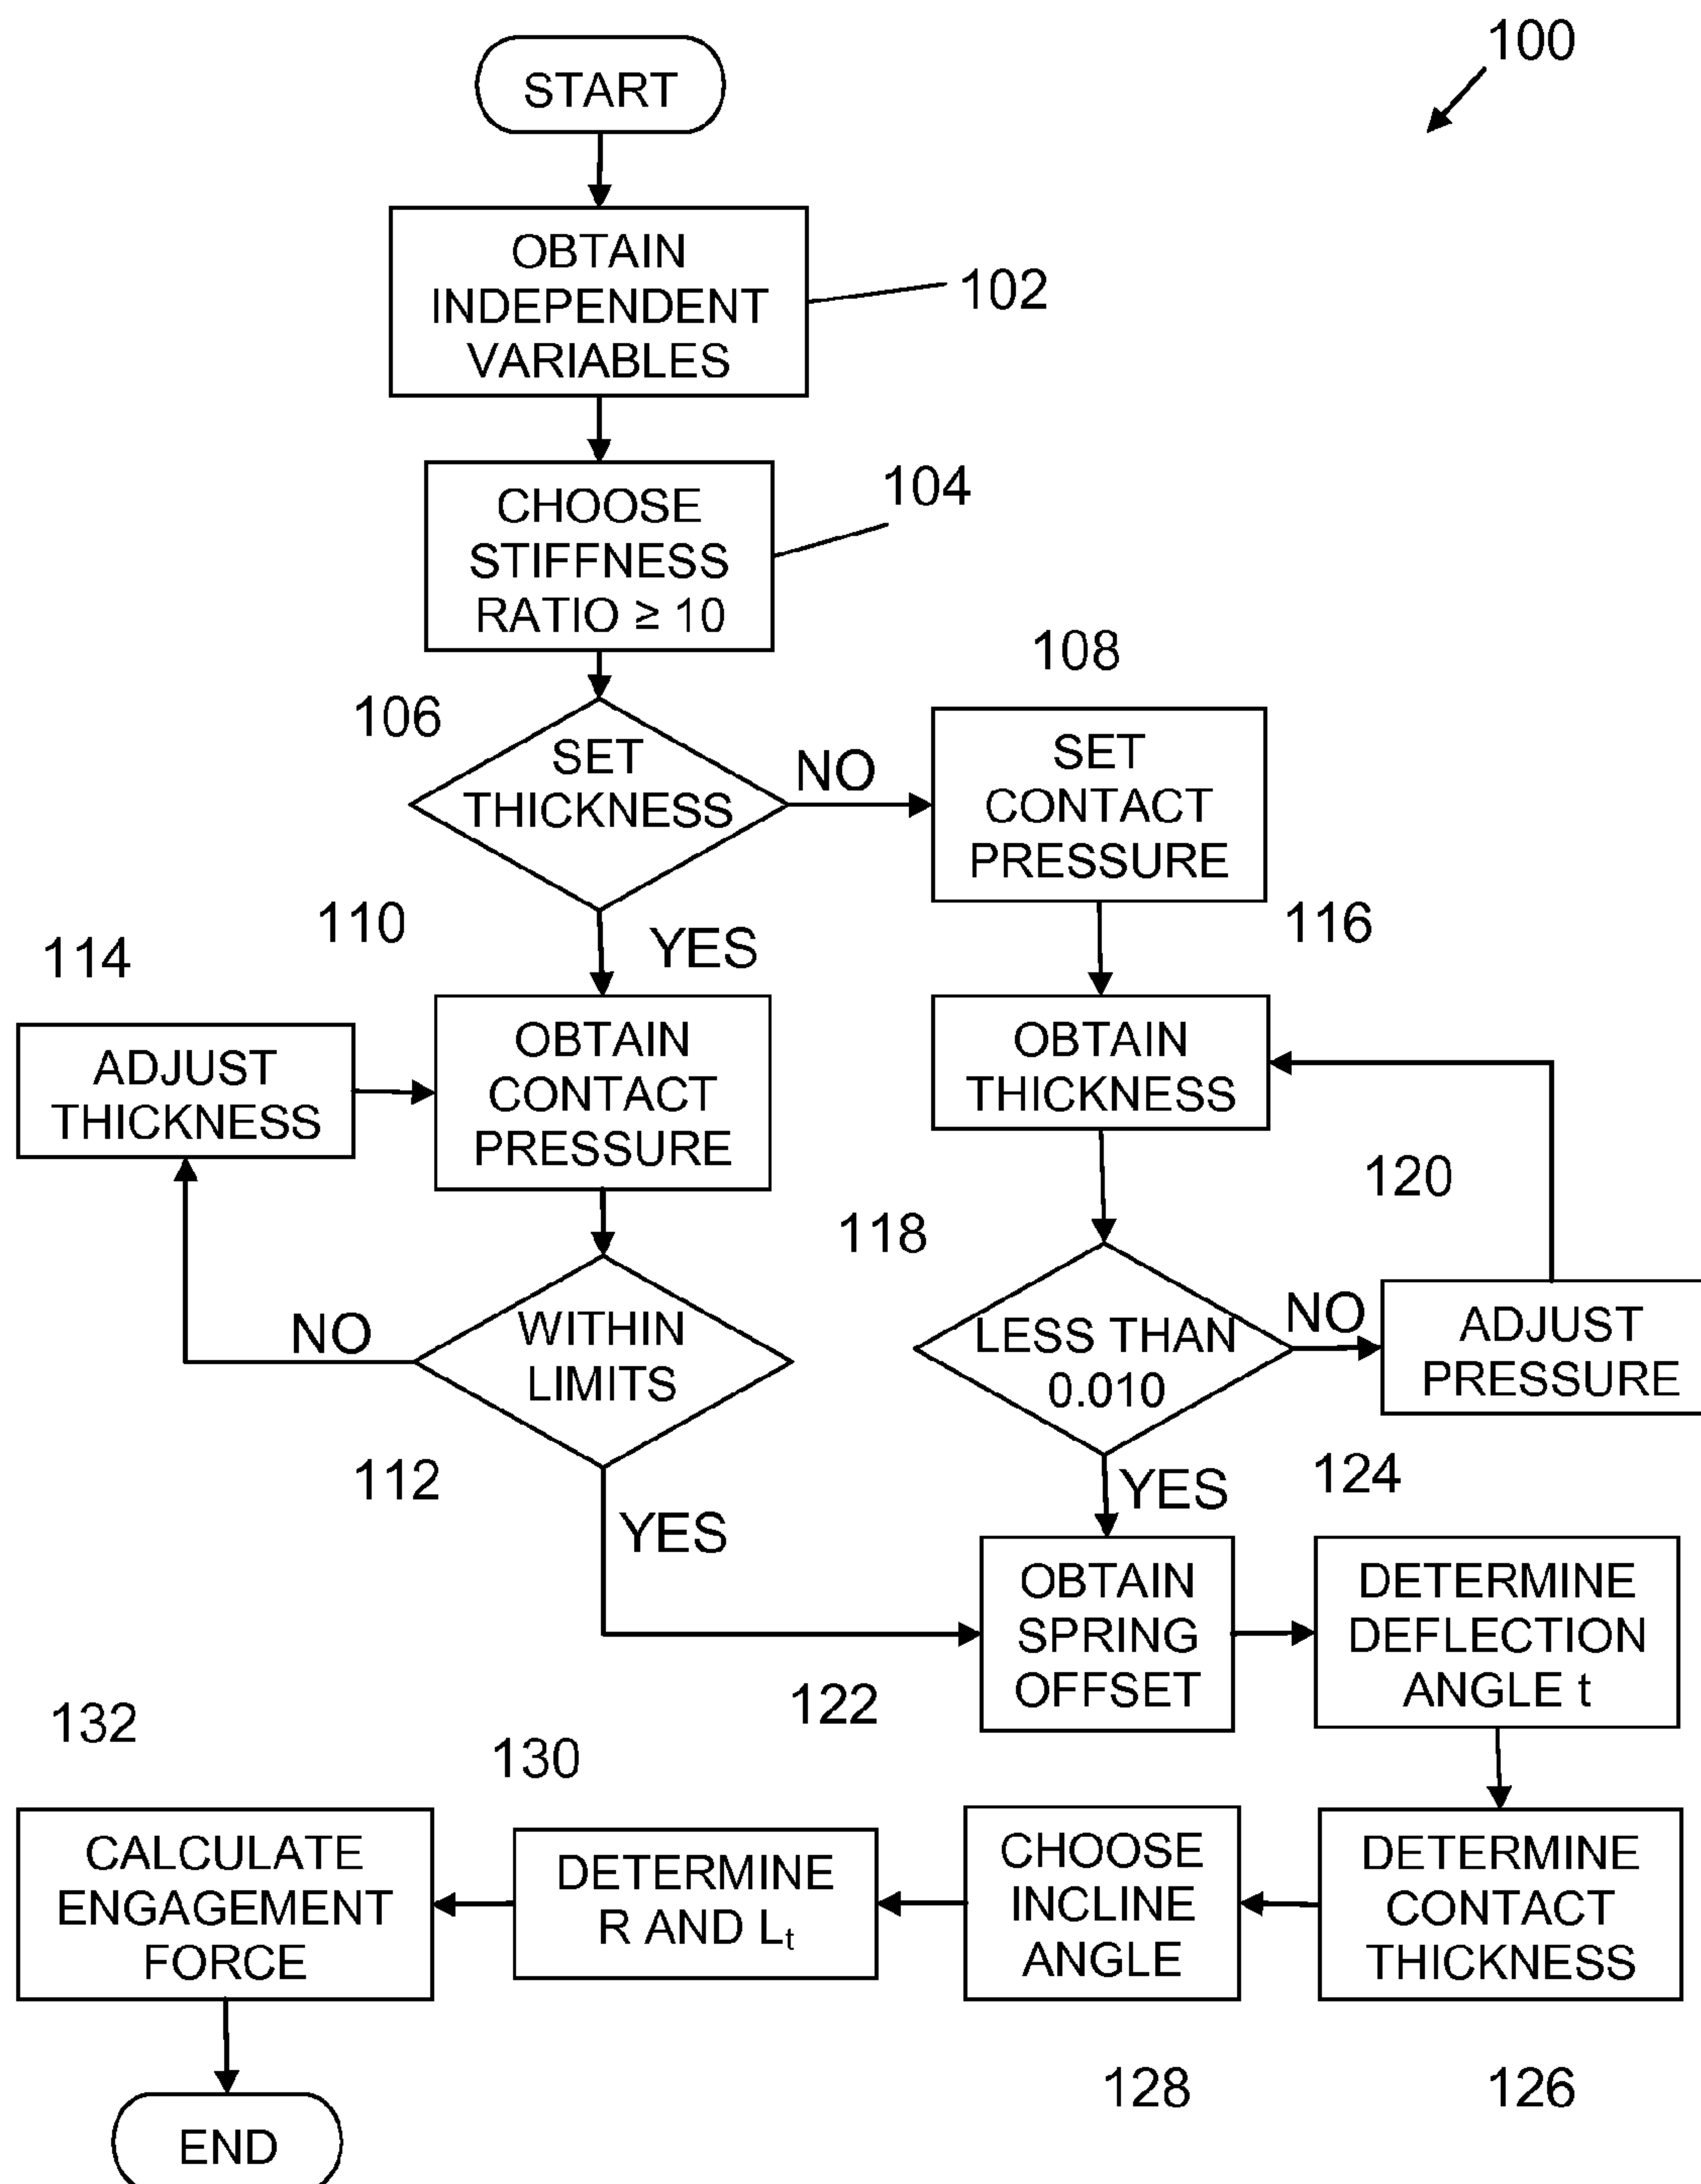 100
START
OBTAIN
INDEPENDENT
VARIABLES
102
CHOOSE
STIFFNESS
RATIO ≥ 10
104
106
SET
THICKNESS
NO
108
SET
CONTACT
PRESSURE
110
YES
116
114
ADJUST
THICKNESS
OBTAIN
CONTACT
PRESSURE
OBTAIN
THICKNESS
120
118
NO
WITHIN
LIMITS
LESS THAN
0.010
NO
ADJUST
PRESSURE
112
YES
YES
124
OBTAIN
SPRING
OFFSET
DETERMINE
DEFLECTION
ANGLE t
122
132
130
CALCULATE
ENGAGEMENT
FORCE
DETERMINE
R AND Lₜ
CHOOSE
INCLINE
ANGLE
DETERMINE
CONTACT
THICKNESS
128
126
END